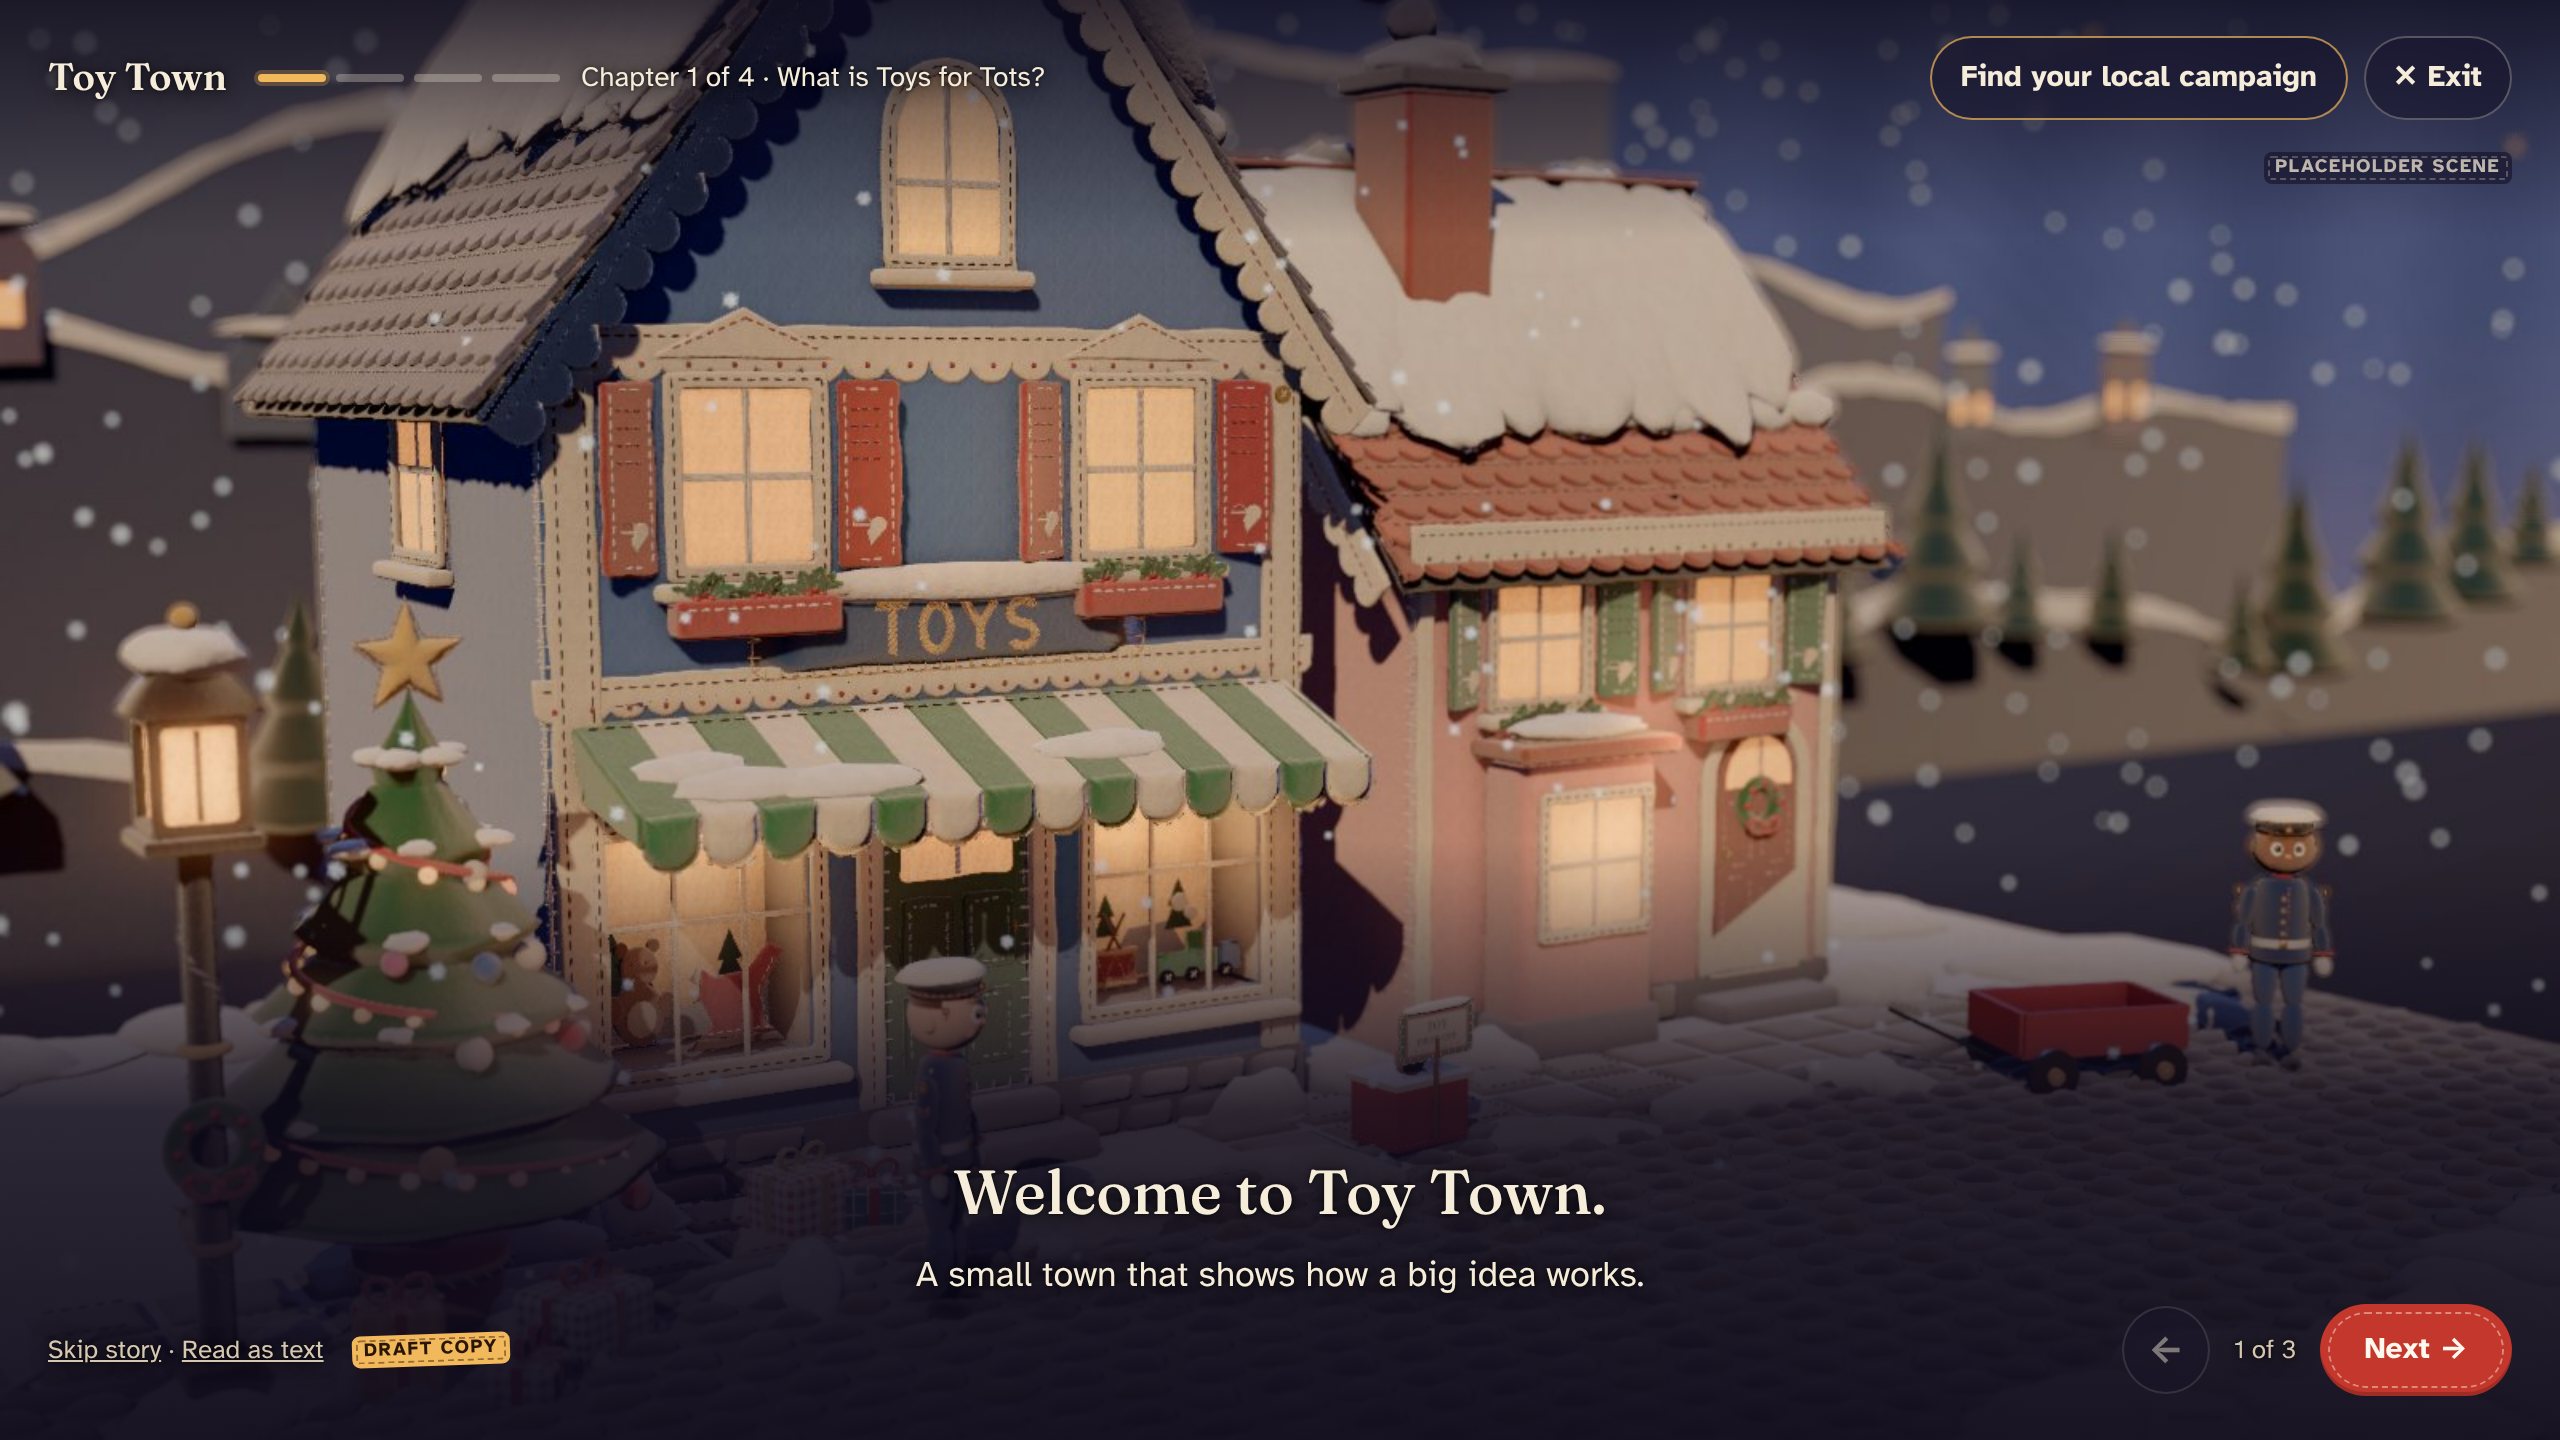 Toy Town
Chapter 1 of 4 · What is Toys for Tots?
Find your local campaign
✕ Exit
PLACEHOLDER SCENE
TOYS
TOY
Welcome to Toy Town.
A small town that shows how a big idea works.
Skip story · Read as text
DRAFT COPY
1 of 3
Next →